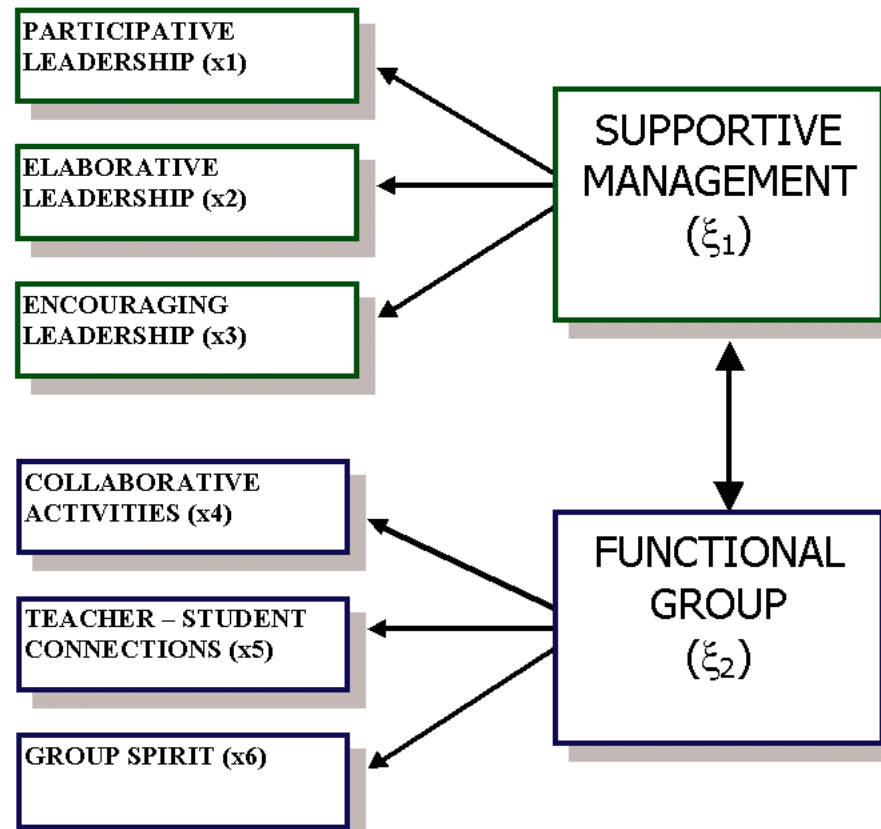 PARTICIPATIVE
LEADERSHIP (x1)
ELABORATIVE
LEADERSHIP (x2)
ENCOURAGING
LEADERSHIP (x3)
SUPPORTIVE
MANAGEMENT
(ξ₁)
COLLABORATIVE
ACTIVITIES (x4)
TEACHER – STUDENT
CONNECTIONS (x5)
GROUP SPIRIT (x6)
FUNCTIONAL
GROUP
(ξ₂)